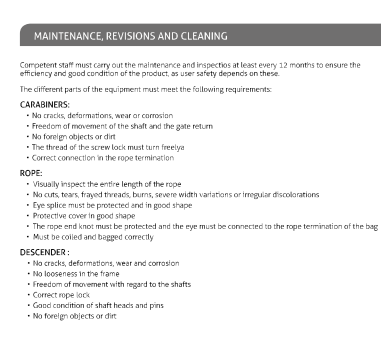 MAINTENANCE, REVISIONS AND CLEANING
Competent staff must carry out the maintenance and inspectios at least every 12 months to ensure the
efficiency and good condition of the product, as user safety depends on these.
The different parts of the equipment must meet the following requirements:
CARABINERS:
• No cracks, deformations, wear or corrosion
• Freedom of movement of the shaft and the gate return
• No foreign objects or dirt
• The thread of the screw lock must turn freelya
• Correct connection in the rope termination
ROPE:
• Visually inspect the entire length of the rope
• No cuts, tears, frayed threads, burns, severe width variations or irregular discolorations
• Eye splice must be protected and in good shape
• Protective cover in good shape
• The rope end knot must be protected and the eye must be connected to the rope termination of the bag
• Must be coiled and bagged correctly
DESCENDER :
• No cracks, deformations, wear and corrosion
• No looseness in the frame
• Freedom of movement with regard to the shafts
• Correct rope lock
• Good condition of shaft heads and pins
• No foreign objects or dirt